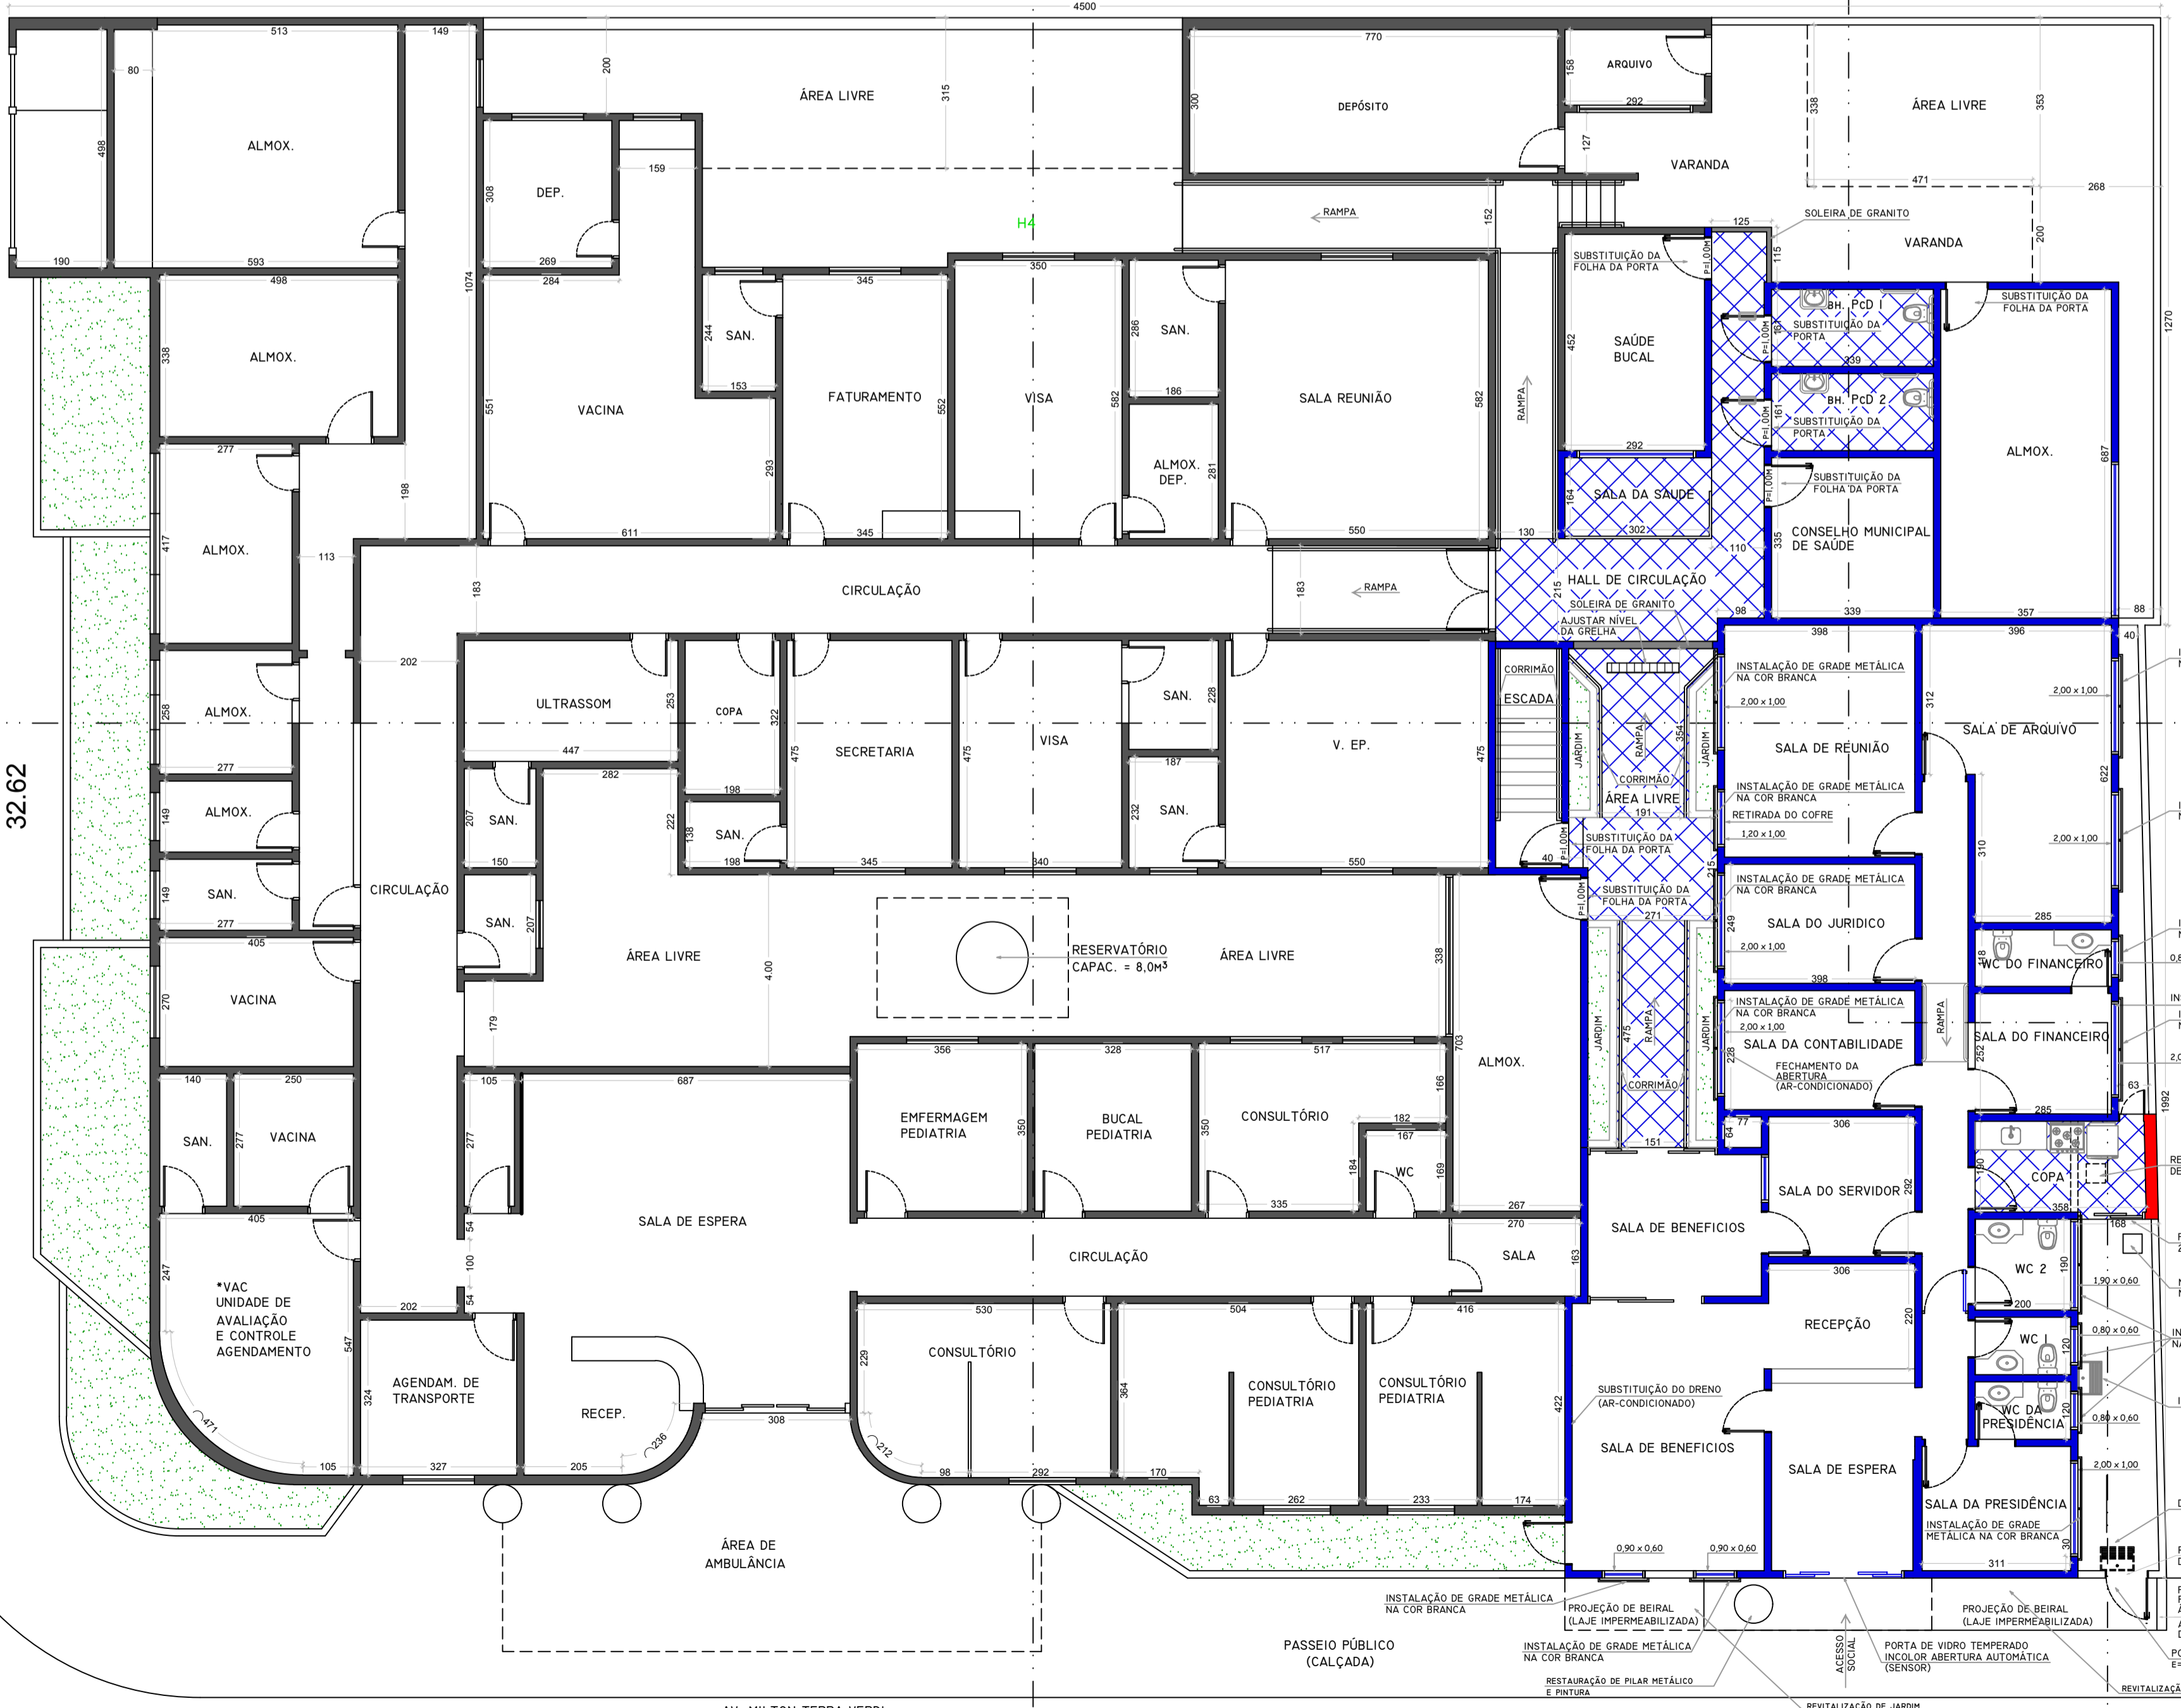 4500
513
149
80
200
ÁREA LIVRE
315
770
300
DEPÓSITO
158
ARQUIVO
292
127
338
ÁREA LIVRE
353
VARANDA
471
268
ALMOX.
498
308
DEP.
159
H4
RAMPA
152
125
SOLEIRA DE GRANITO
VARANDA
200
190
593
269
284
1074
350
345
SUBSTITUIÇÃO DA
FOLHA DA PORTA
P=1,00M
115
BH. PcD 1
SUBSTITUIÇÃO DA
PORTA
161
339
P=1,00M
SUBSTITUIÇÃO DA
FOLHA DA PORTA
1270
498
338
ALMOX.
244
SAN.
153
286
SAN.
186
452
SAÚDE
BUCAL
BH. PcD 2
161
SUBSTITUIÇÃO DA
PORTA
P=1,00M
551
VACINA
FATURAMENTO
552
VISA
582
SALA REUNIÃO
582
RAMPA
292
ALMOX.
687
277
198
293
ALMOX.
DEP.
281
164
SALA DA SAUDE
302
P=1,00M
SUBSTITUIÇÃO DA
FOLHA DA PORTA
CONSELHO MUNICIPAL
DE SAÚDE
335
417
ALMOX.
113
611
345
550
130
110
183
CIRCULAÇÃO
183
RAMPA
215
HALL DE CIRCULAÇÃO
SOLEIRA DE GRANITO
AJUSTAR NÍVEL
DA GRELHA
98
339
357
88
398
396
40
202
258
ALMOX.
277
ULTRASSOM
253
447
COPA
322
198
475
SECRETARIA
475
VISA
SAN.
228
187
V. EP.
475
CORRIMÃO
ESCADA
JARDIM
RAMPA
354
JARDIM
CORRIMÃO
ÁREA LIVRE
191
INSTALAÇÃO DE GRADE METÁLICA
NA COR BRANCA
2,00 x 1,00
SALA DE REUNIÃO
INSTALAÇÃO DE GRADE METÁLICA
NA COR BRANCA
RETIRADA DO COFRE
1,20 x 1,00
312
SALA DE ARQUIVO
2,00 x 1,00
622
2,00 x 1,00
310
285
32.62
149
ALMOX.
149
SAN.
277
282
207
SAN.
150
222
138
SAN.
198
345
340
232
SAN.
550
40
P=1,00M
SUBSTITUIÇÃO DA
FOLHA DA PORTA
215
P=1,00M
SUBSTITUIÇÃO DA
FOLHA DA PORTA
271
INSTALAÇÃO DE GRADE METÁLICA
NA COR BRANCA
249
SALA DO JURIDICO
2,00 x 1,00
398
CIRCULAÇÃO
SAN.
207
405
270
VACINA
179
ÁREA LIVRE
4.00
RESERVATÓRIO
CAPAC. = 8,0M³
ÁREA LIVRE
338
WC DO FINANCEIRO
INSTALAÇÃO DE GRADE METÁLICA
NA COR BRANCA
2,00 x 1,00
SALA DA CONTABILIDADE
228
FECHAMENTO DA
ABERTURA
(AR-CONDICIONADO)
RAMPA
SALA DO FINANCEIRO
252
285
63
1992
JARDIM
475
RAMPA
JARDIM
CORRIMÃO
151
140
250
105
687
356
328
517
703
ALMOX.
SAN.
277
VACINA
277
EMFERMAGEM
PEDIATRIA
350
BUCAL
PEDIATRIA
350
CONSULTÓRIO
166
182
167
184
WC
169
335
267
77
64
306
SALA DO SERVIDOR
292
190
COPA
358
168
405
54
100
54
SALA DE ESPERA
CIRCULAÇÃO
270
SALA
163
SALA DE BENEFICIOS
306
RECEPÇÃO
220
WC 2
190
200
1,90 x 0,60
247
*VAC
UNIDADE DE
AVALIAÇÃO
E CONTROLE
AGENDAMENTO
547
471
105
202
324
AGENDAM. DE
TRANSPORTE
327
RECEP.
205
236
308
530
229
CONSULTÓRIO
212
98
292
504
364
CONSULTÓRIO
PEDIATRIA
170
63
262
416
CONSULTÓRIO
PEDIATRIA
422
233
174
SUBSTITUIÇÃO DO DRENO
(AR-CONDICIONADO)
SALA DE BENEFICIOS
SALA DE ESPERA
WC 1
120
0,80 x 0,60
WC DA
PRESIDÊNCIA
120
0,80 x 0,60
2,00 x 1,00
SALA DA PRESIDÊNCIA
INSTALAÇÃO DE GRADE
METÁLICA NA COR BRANCA
311
ÁREA DE
AMBULÂNCIA
0,90 x 0,60
0,90 x 0,60
INSTALAÇÃO DE GRADE METÁLICA
NA COR BRANCA
PROJEÇÃO DE BEIRAL
(LAJE IMPERMEABILIZADA)
PROJEÇÃO DE BEIRAL
(LAJE IMPERMEABILIZADA)
PASSEIO PÚBLICO
(CALÇADA)
INSTALAÇÃO DE GRADE METÁLICA
NA COR BRANCA
ACESSO
SOCIAL
PORTA DE VIDRO TEMPERADO
INCOLOR ABERTURA AUTOMÁTICA
(SENSOR)
RESTAURAÇÃO DE PILAR METÁLICO
E PINTURA
REVITALIZAÇÃO DE JARDIM